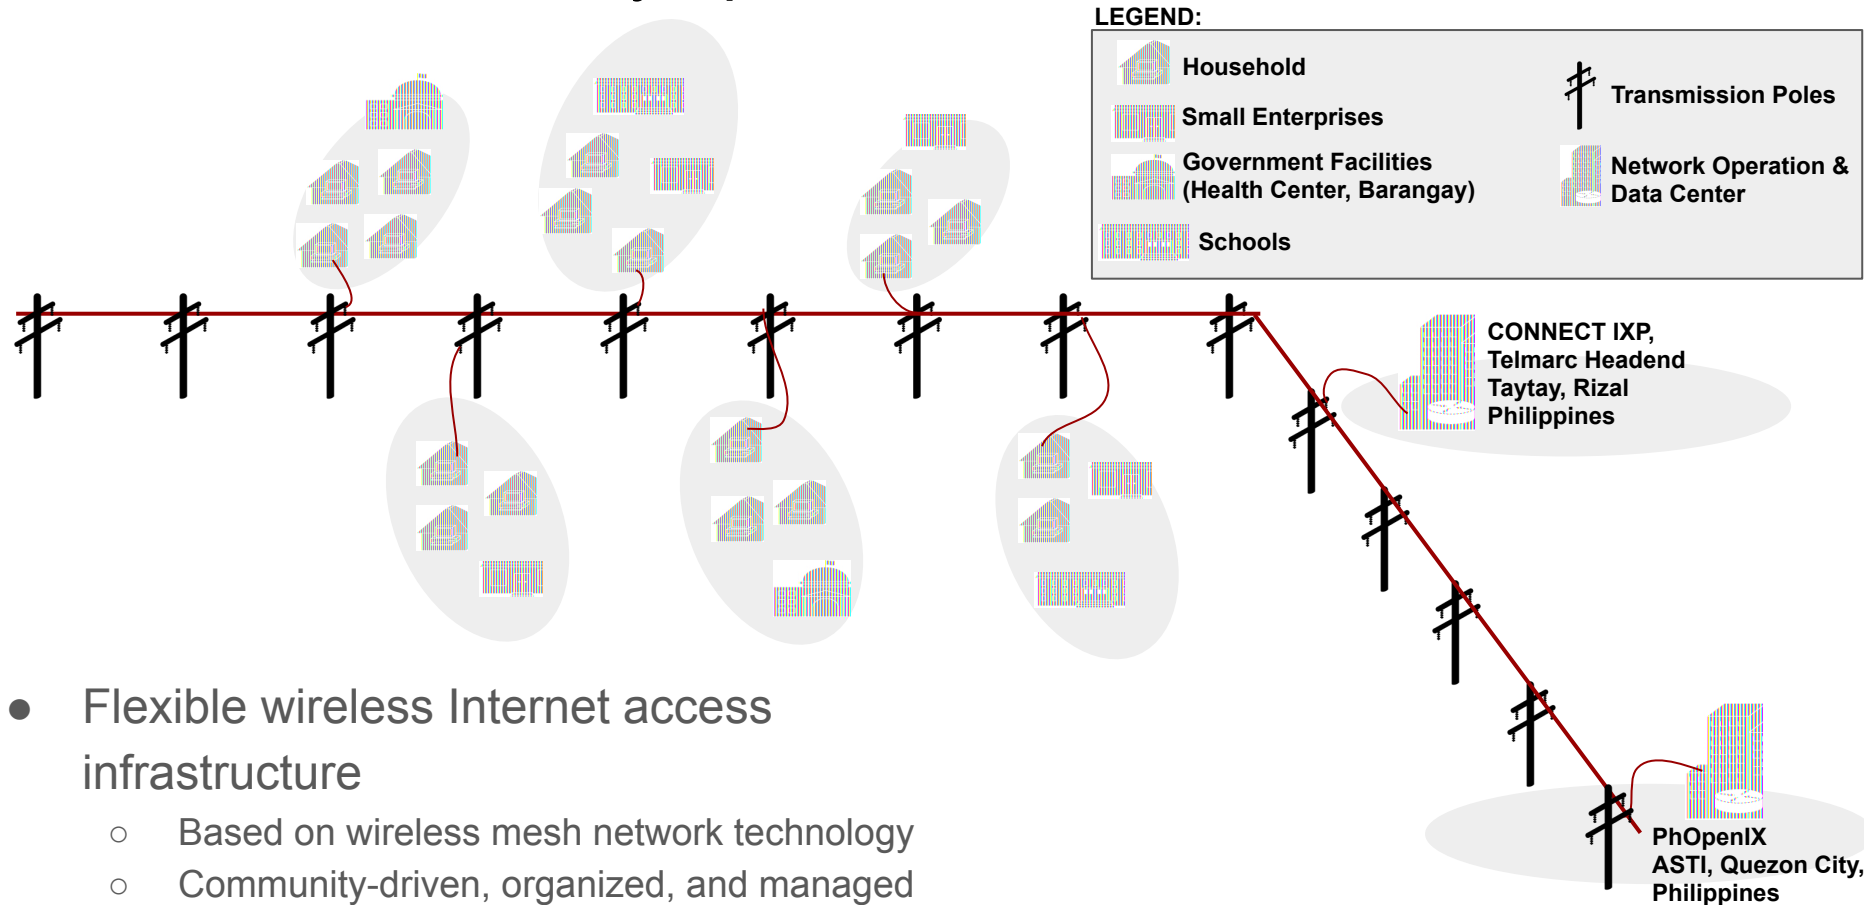 LEGEND:
Household
Small Enterprises
Government Facilities
(Health Center, Barangay)
Schools
Transmission Poles
Network Operation &
Data Center
CONNECT IXP,
Telmarc Headend
Taytay, Rizal
Philippines
PhOpenIX
ASTI, Quezon City,
Philippines
● Flexible wireless Internet access
infrastructure
○ Based on wireless mesh network technology
○ Community-driven, organized, and managed